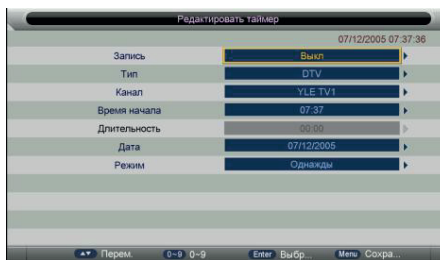 Редактировать таймер
07/12/2005 07:37:36
Запись Выкл
Тип DTV
Канал YLE TV1
Время начала 07:37
Длительность 00:00
Дата 07/12/2005
Режим Однажды
Перем. 0~9 0~9 Enter Выбр... Menu Сохра...